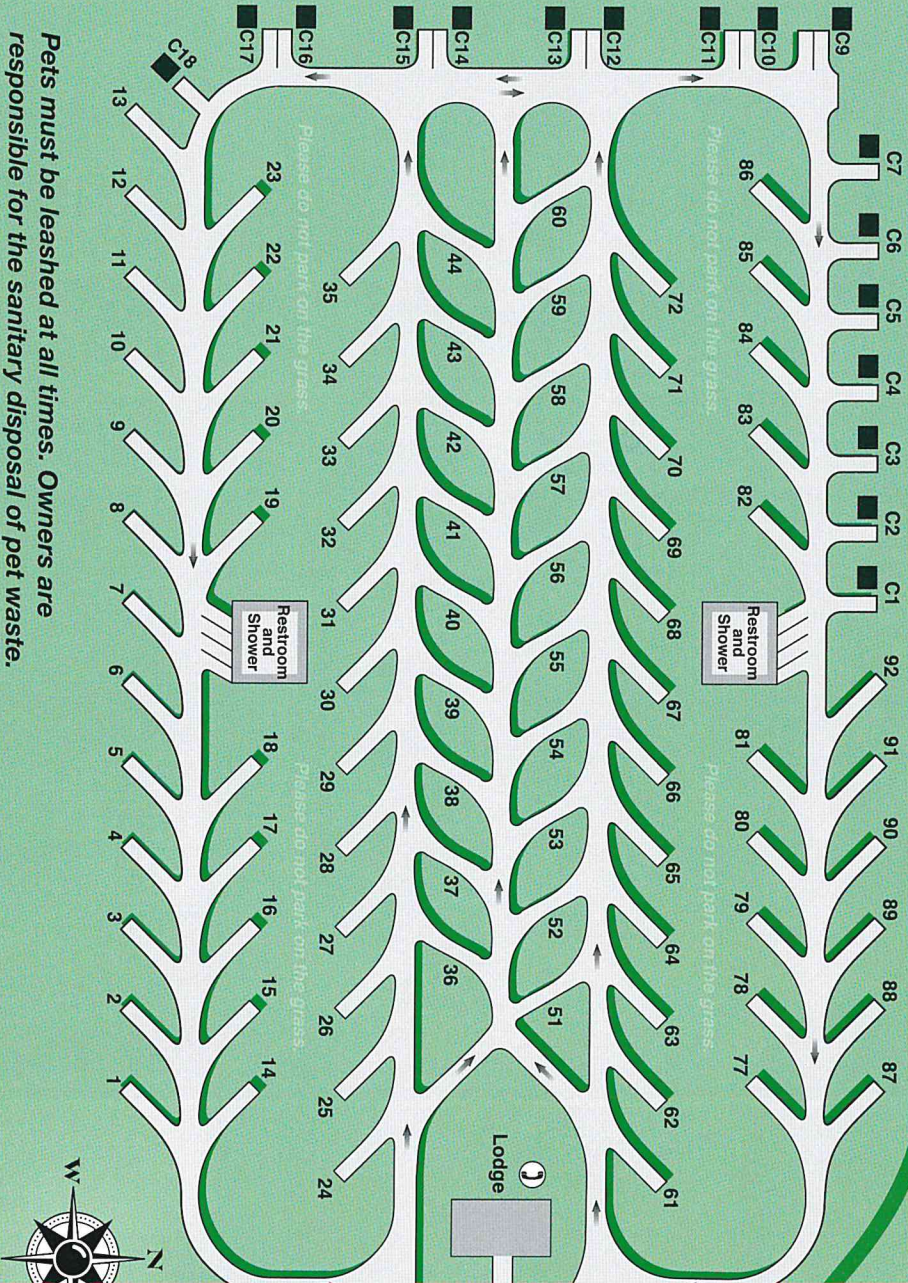 C7 C6 C5 C4 C3 C2 C1 92 91 90 89 88 87
C9
C10
86 85 84 83 82
Restroom
and
Shower
81 80 79 78 77
C11
Please do not park on the grass.
Please do not park on the grass
72 71 70 69 68 67 66 65 64 63 62 61
C12
C13
60 59 58 57 56 55 54 53 52 51
Lodge
C14
44 43 42 41 40 39 38 37 36
C15
35 34 33 32 31 30 29 28 27 26 25 24
Please do not park on the grass.
Please do not park on the grass.
C16
C17
23 22 21 20 19
Restroom
and
Shower
18 17 16 15 14
C18
13 12 11 10 9 8 7 6 5 4 3 2 1
N
W
Pets must be leashed at all times. Owners are
responsible for the sanitary disposal of pet waste.